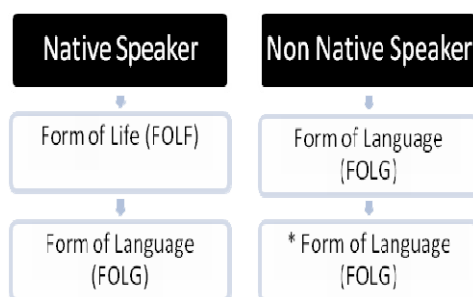 Native Speaker
Form of Life (FOLF)
Form of Language
(FOLG)
Non Native Speaker
Form of Language
(FOLG)
* Form of Language
(FOLG)